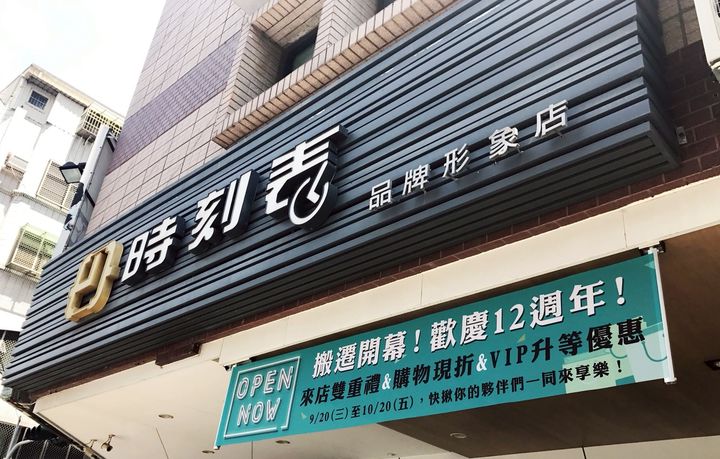 時刻表 品牌形象店
OPEN NOW
搬遷開幕!歡慶12週年!
來店雙重禮&購物現折&VIP升等優惠
9/20(三)至10/20(五),快揪你的夥伴們一同來享樂!